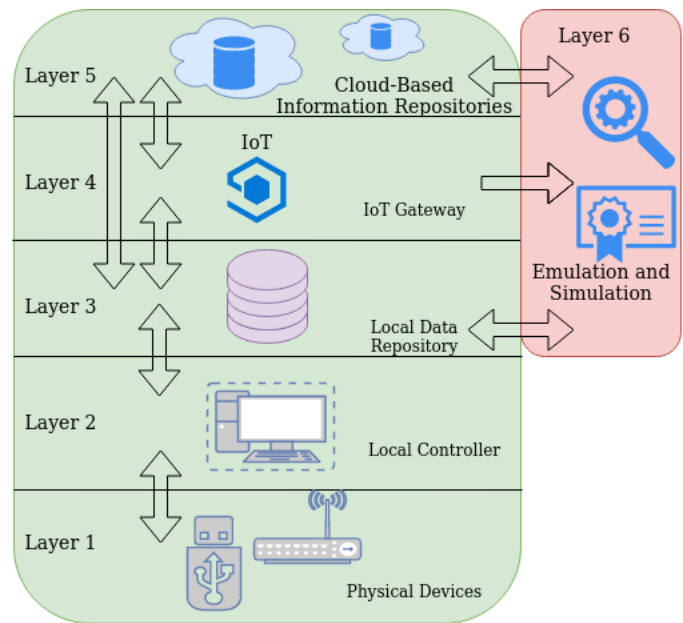 Layer 6
Layer 5
Cloud-Based
Information Repositories
IoT
Layer 4
IoT Gateway
Emulation and
Simulation
Layer 3
Local Data
Repository
Layer 2
Local Controller
Layer 1
Physical Devices